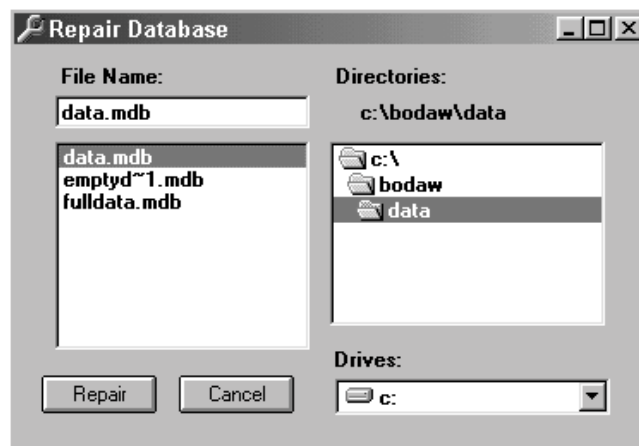 Repair Database
File Name:
data.mdb
data.mdb
emptyd~1.mdb
fulldata.mdb
Repair
Cancel
Directories:
c:\bodaw\data
c:\
bodaw
data
Drives:
c: